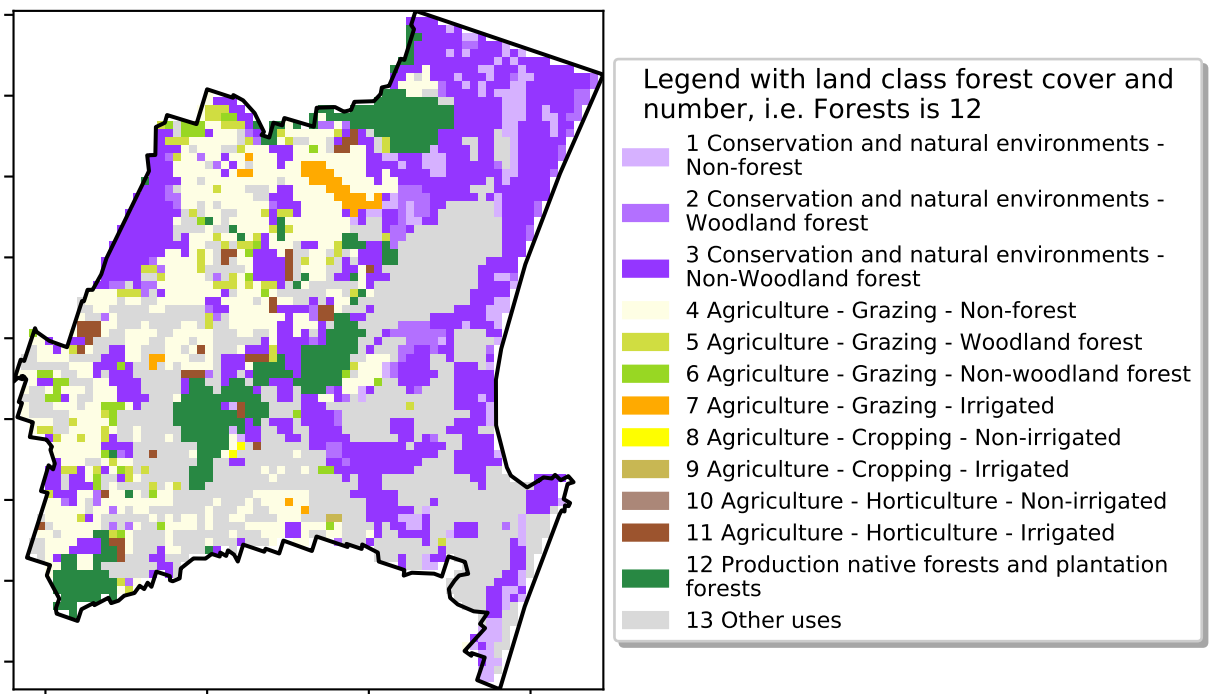 Legend with land class forest cover and
number, i.e. Forests is 12
1 Conservation and natural environments -
Non-forest
2 Conservation and natural environments -
Woodland forest
3 Conservation and natural environments -
Non-Woodland forest
4 Agriculture - Grazing - Non-forest
5 Agriculture - Grazing - Woodland forest
6 Agriculture - Grazing - Non-woodland forest
7 Agriculture - Grazing - Irrigated
8 Agriculture - Cropping - Non-irrigated
9 Agriculture - Cropping - Irrigated
10 Agriculture - Horticulture - Non-irrigated
11 Agriculture - Horticulture - Irrigated
12 Production native forests and plantation
forests
13 Other uses